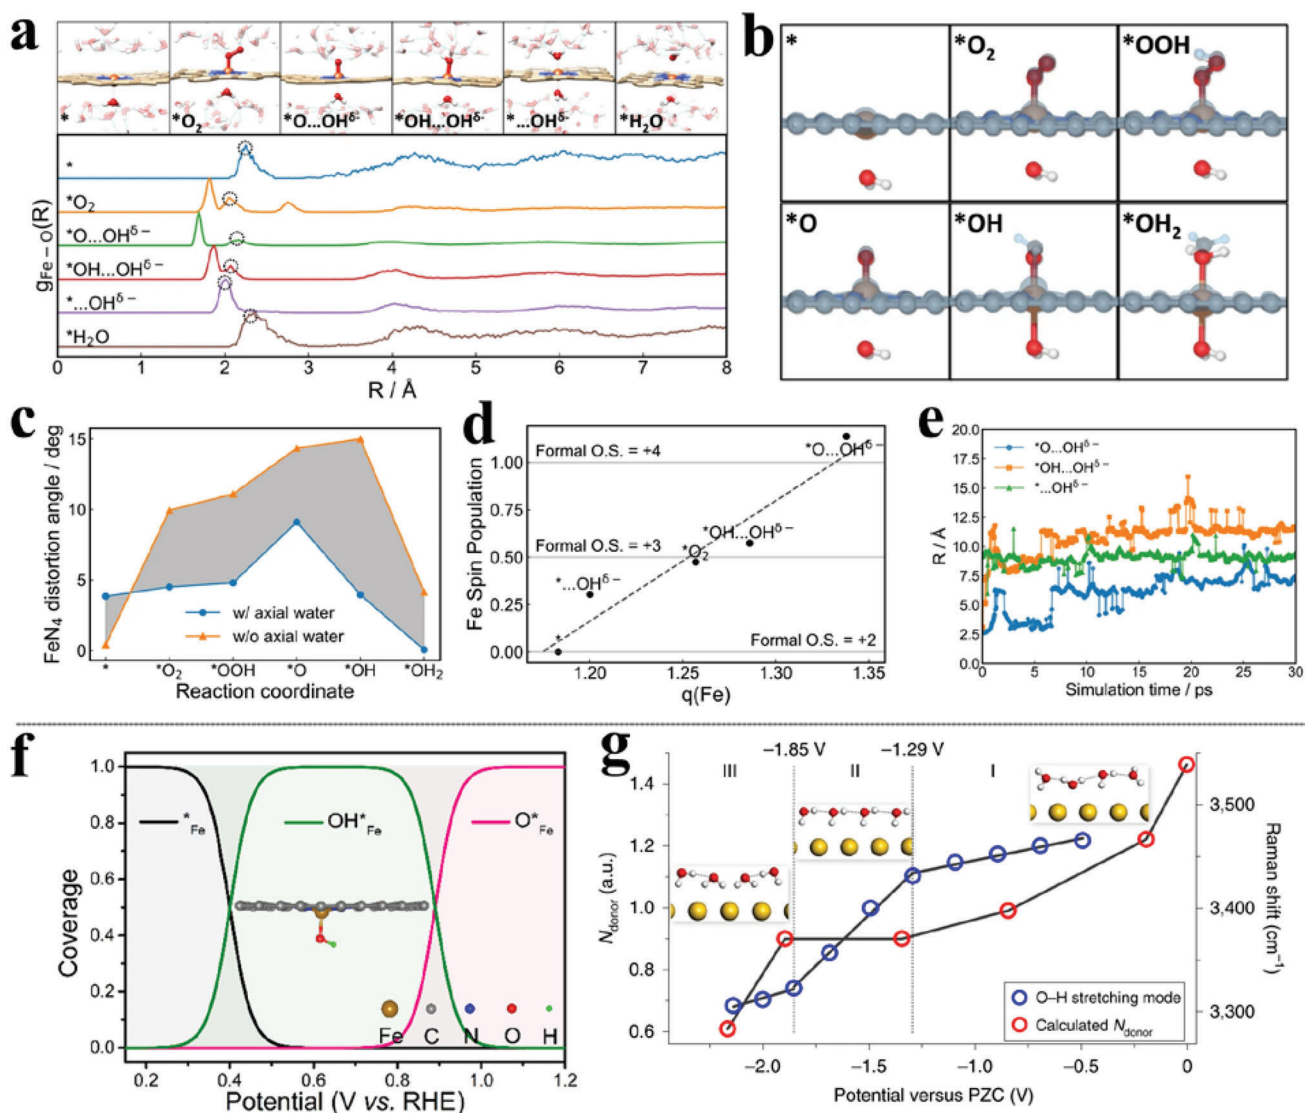 a
*
*O₂
*O...OHᵟ⁻
*OH...OHᵟ⁻
*...OHᵟ⁻
*H₂O
g_Fe – O(R)
*
*O₂
*O...OHᵟ⁻
*OH...OHᵟ⁻
*...OHᵟ⁻
*H₂O
0 1 2 3 4 5 6 7 8
R / Å
b
*
*O₂
*OOH
*O
*OH
*OH₂
c
FeN₄ distortion angle / deg
15
10
5
0
w/ axial water
w/o axial water
* *O₂ *OOH *O *OH *OH₂
Reaction coordinate
d
Fe Spin Population
1.00
0.75
0.50
0.25
0.00
Formal O.S. = +4
*O...OHᵟ⁻
*OH...OHᵟ⁻
*O₂
Formal O.S. = +3
*...OHᵟ⁻
*
Formal O.S. = +2
1.20 1.25 1.30 1.35
q(Fe)
e
R / Å
20.0
17.5
15.0
12.5
10.0
7.5
5.0
2.5
0.0
*O...OHᵟ⁻
*OH...OHᵟ⁻
*...OHᵟ⁻
0 5 10 15 20 25 30
Simulation time / ps
f
Coverage
1.0
0.8
0.6
0.4
0.2
0.0
*Fe
OH*Fe
O*Fe
Fe C N O H
0.2 0.4 0.6 0.8 1.0 1.2
Potential (V vs. RHE)
g
–1.85 V –1.29 V
III II I
N_donor (a.u.)
1.4
1.2
1.0
0.8
0.6
3,500
3,400
3,300
Raman shift (cm⁻¹)
O–H stretching mode
Calculated N_donor
–2.0 –1.5 –1.0 –0.5 0
Potential versus PZC (V)